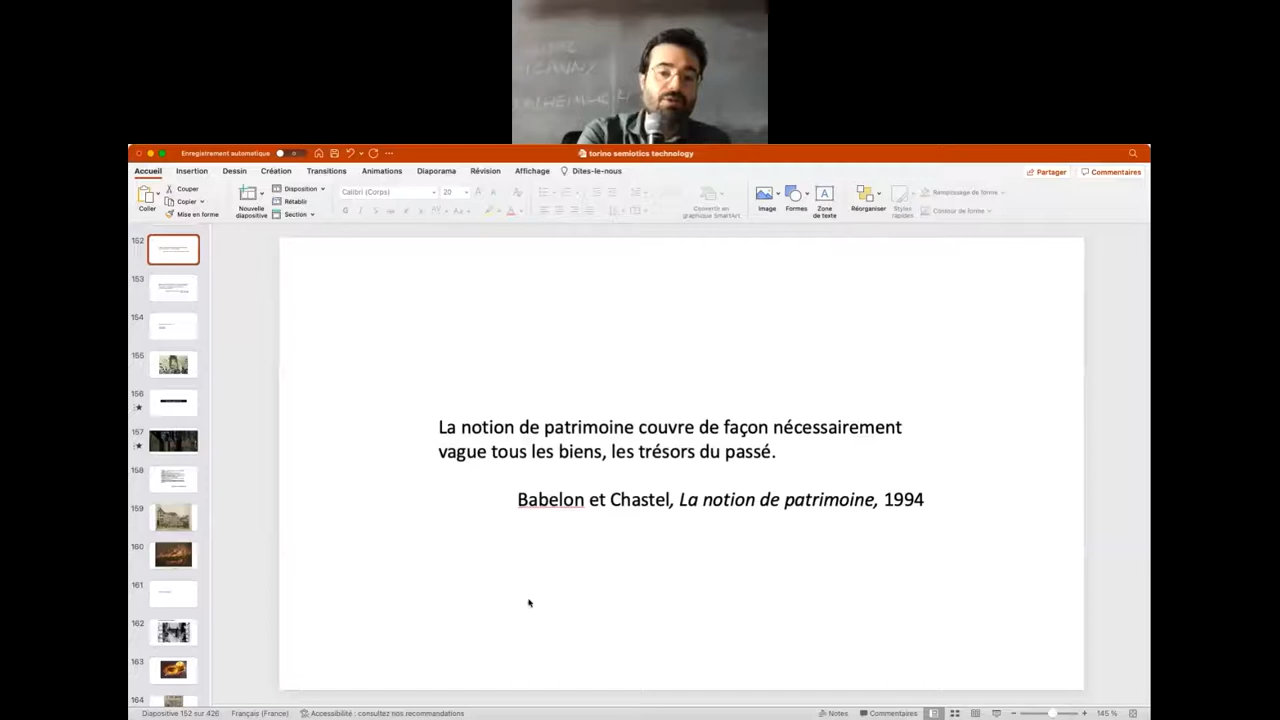 Enregistrement automatique
torino semiotics technology
Accueil Insertion Dessin Création Transitions Animations Diaporama Révision Affichage Dites-le-nous
Partager Commentaires
Coller
Couper
Copier
Mise en forme
Nouvelle
diapositive
Disposition
Rétablir
Section
Calibri (Corps) 20
Convertir en
graphique SmartArt
Image
Formes
Zone
de texte
Réorganiser
Styles
rapides
Remplissage de forme
Contour de forme
152
153
154
155
156
157
158
159
160
161
162
163
164
La notion de patrimoine couvre de façon nécessairement
vague tous les biens, les trésors du passé.
Babelon et Chastel, La notion de patrimoine, 1994
Diapositive 152 sur 426 Français (France) Accessibilité : consultez nos recommandations Notes Commentaires 145 %